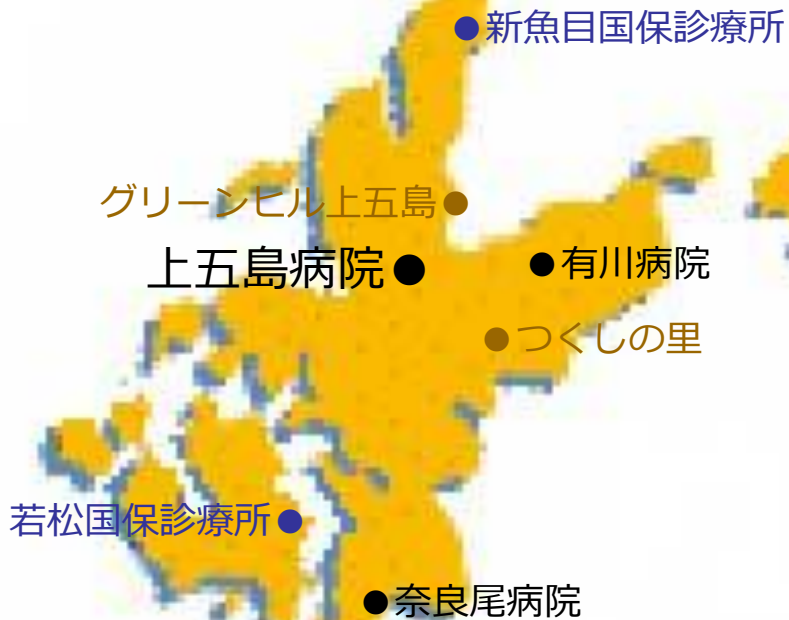 新魚目国保診療所
グリーンヒル上五島
上五島病院
有川病院
つくしの里
若松国保診療所
奈良尾病院